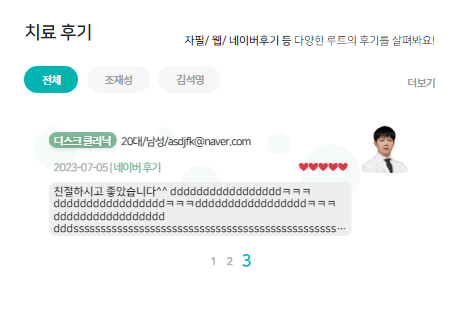 치료 후기
자필/ 웹/ 네이버후기 등 다양한 루트의 후기를 살펴봐요!
전체 조재성 김석영 더보기
디스크 클리닉 20대/남성/asdjfk@naver.com
2023-07-05 | 네이버 후기
친절하시고 좋았습니다^^ ddddddddddddddddddㅋㅋㅋ
ddddddddddddddddddㅋㅋㅋddddddddddddddddddㅋㅋㅋ
dddddddddddddddddd
dddsssssssssssssssssssssssssssssssssssssssssssssssss…
1 2 3